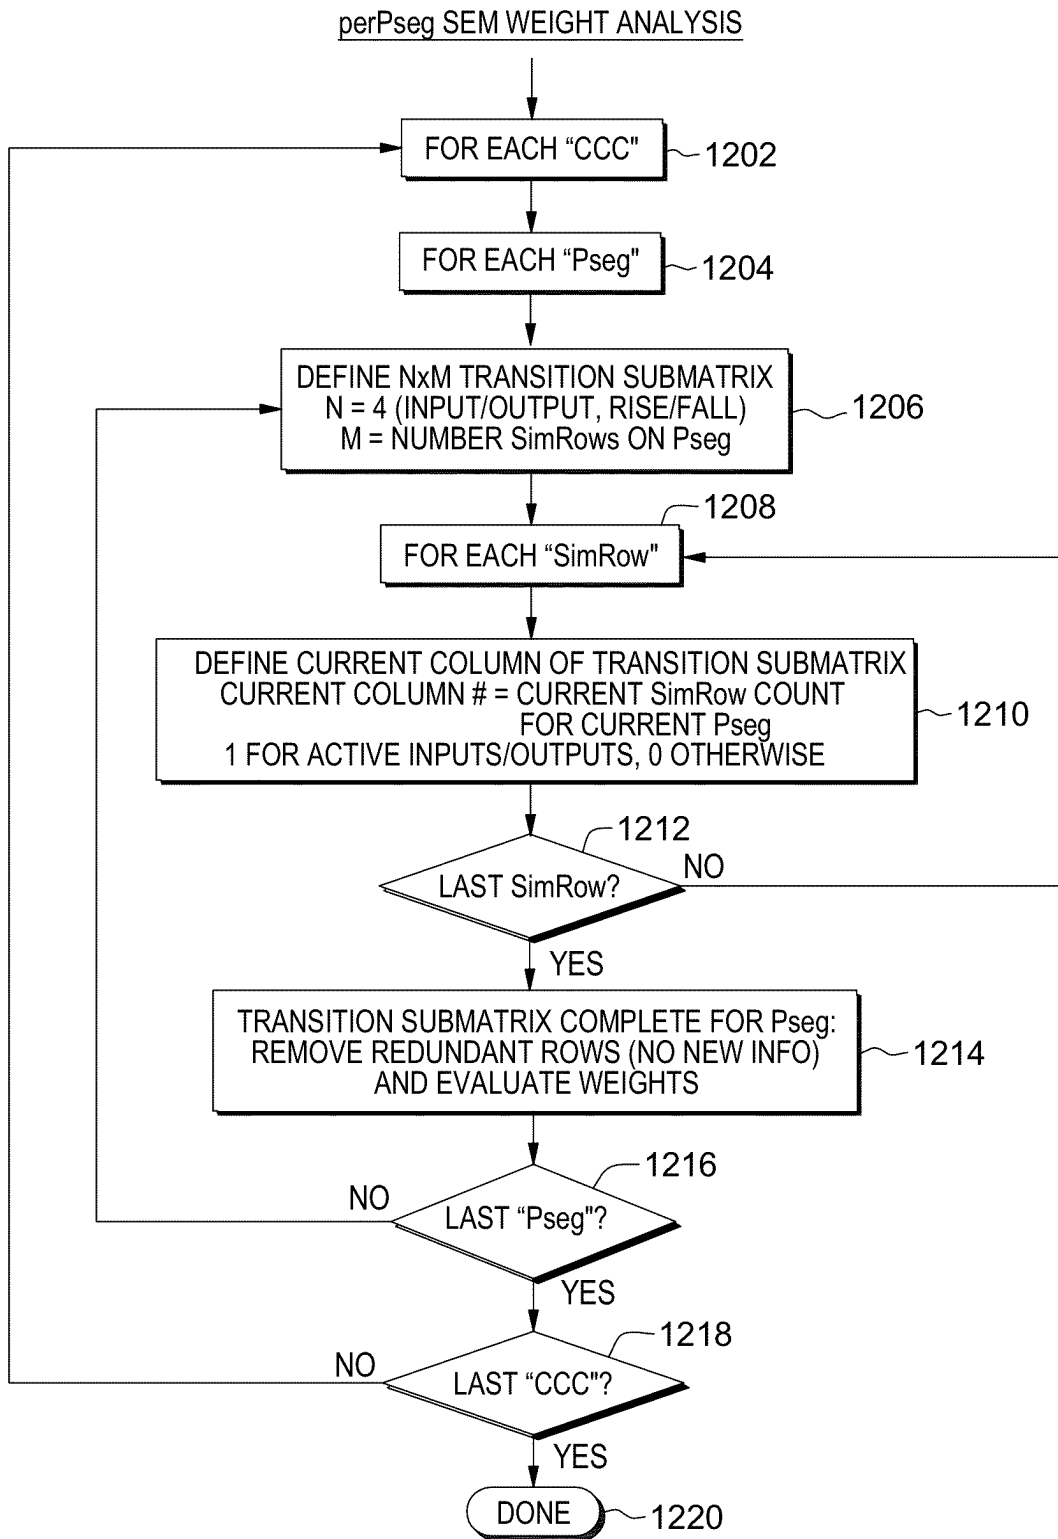 perPseg SEM WEIGHT ANALYSIS
FOR EACH “CCC"
1202
FOR EACH “Pseg"
1204
DEFINE NxM TRANSITION SUBMATRIX
N = 4 (INPUT/OUTPUT, RISE/FALL)
M = NUMBER SimRows ON Pseg
1206
1208
FOR EACH “SimRow"
DEFINE CURRENT COLUMN OF TRANSITION SUBMATRIX
CURRENT COLUMN # = CURRENT SimRow COUNT
FOR CURRENT Pseg
1 FOR ACTIVE INPUTS/OUTPUTS, 0 OTHERWISE
1210
1212
LAST SimRow?
NO
YES
TRANSITION SUBMATRIX COMPLETE FOR Pseg:
REMOVE REDUNDANT ROWS (NO NEW INFO)
AND EVALUATE WEIGHTS
1214
1216
NO
LAST “Pseg"?
YES
1218
NO
LAST “CCC"?
YES
DONE
1220